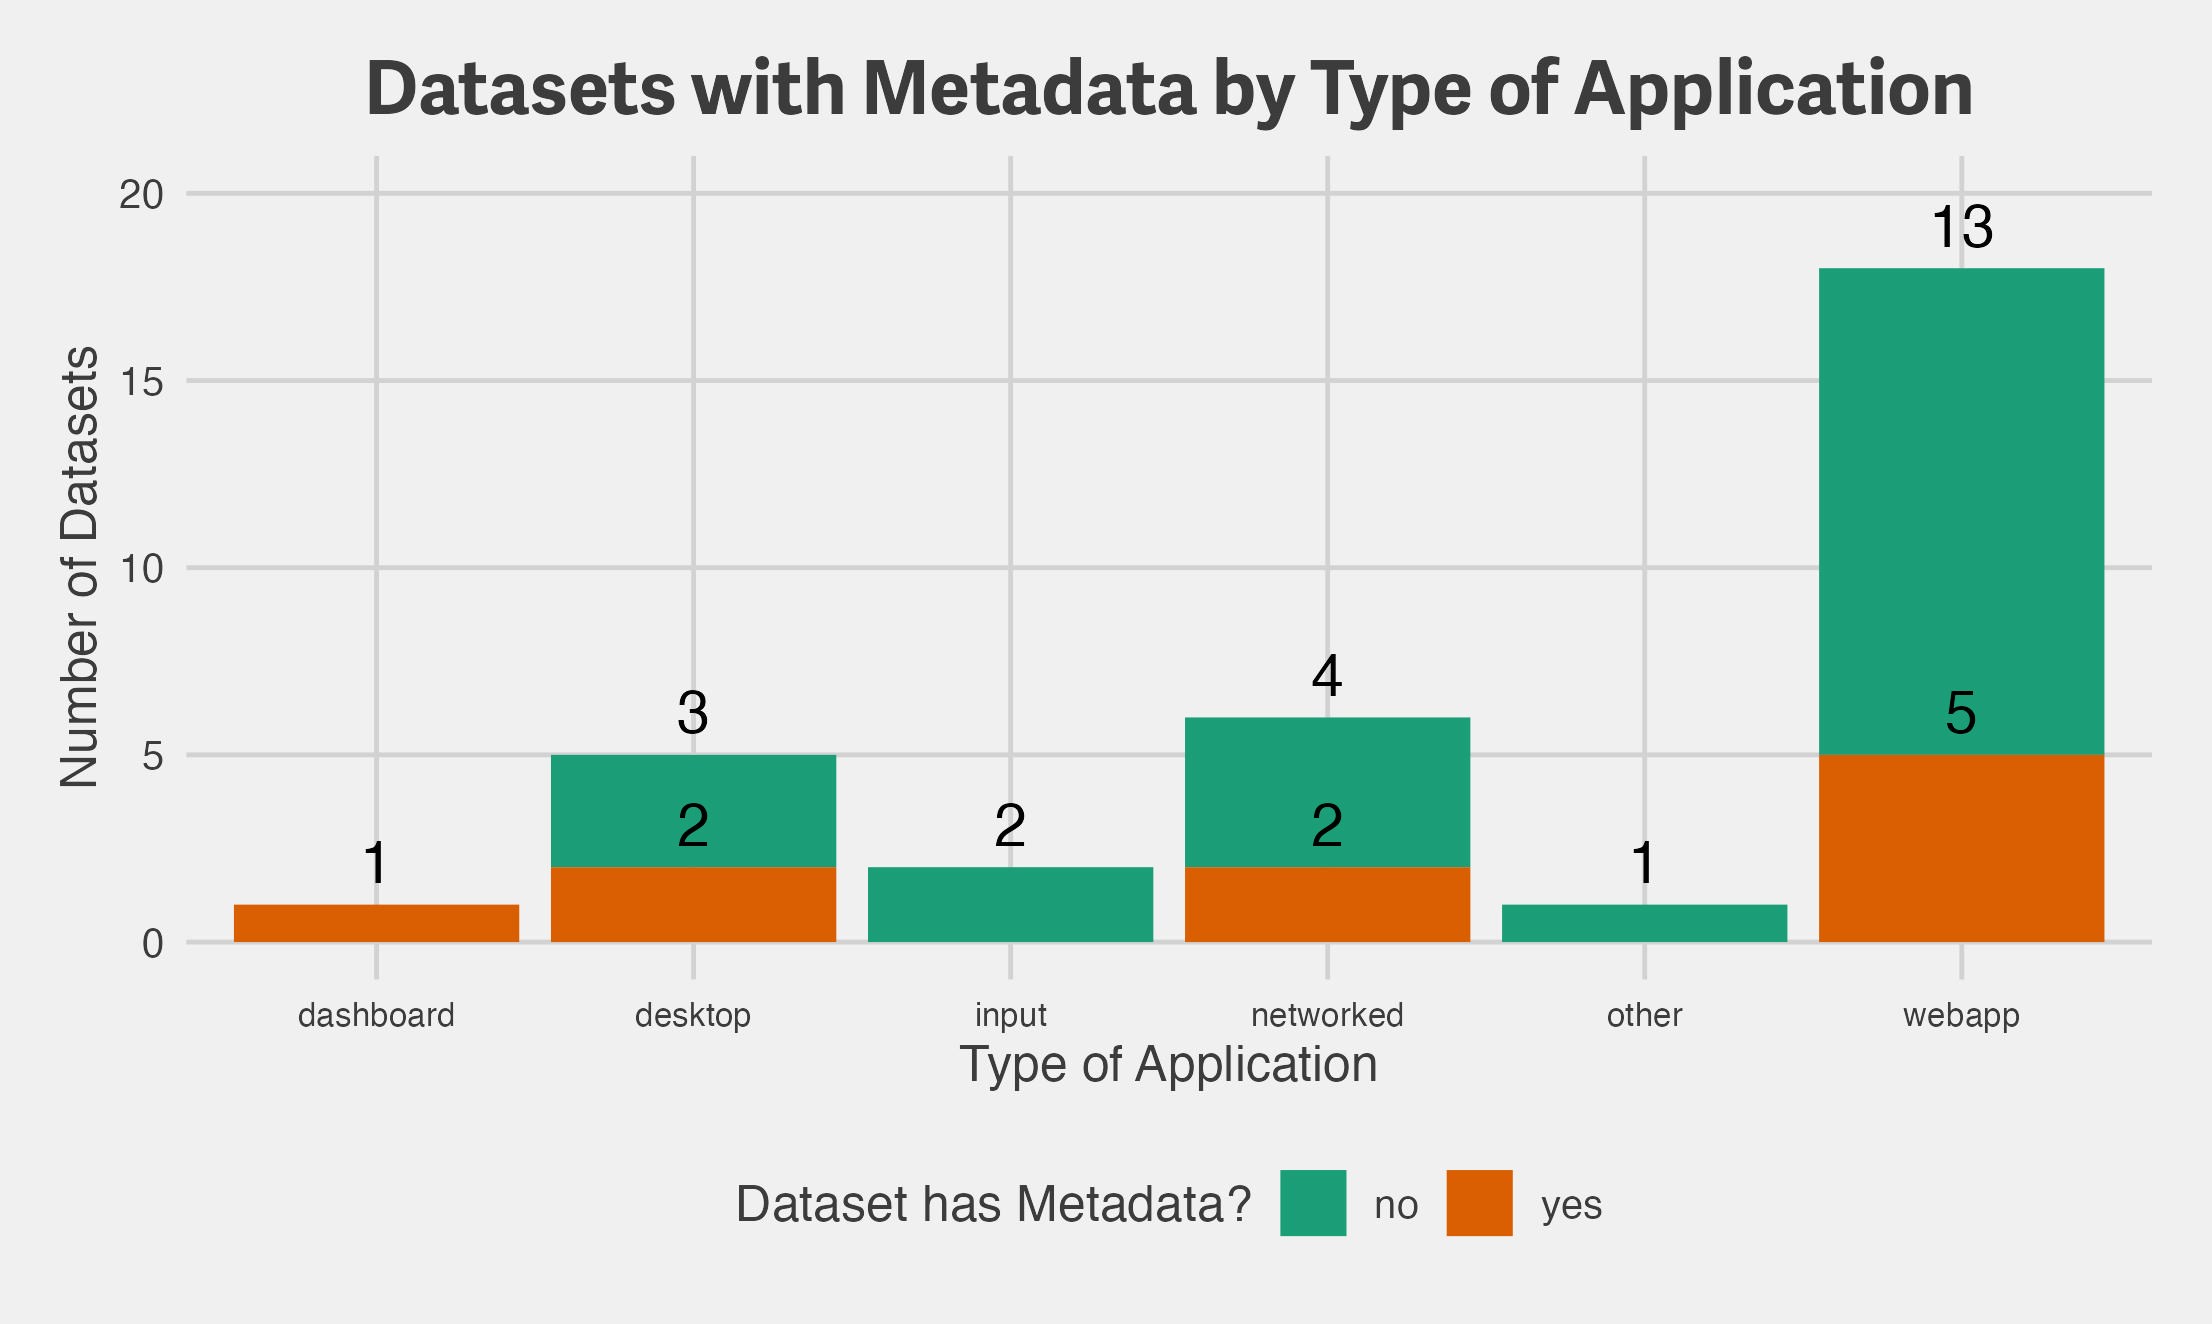 Datasets with Metadata by Type of Application
Number of Datasets
20
15
10
5
0
1
3
2
2
4
2
1
13
5
dashboard desktop input networked other webapp
Type of Application
Dataset has Metadata? no yes